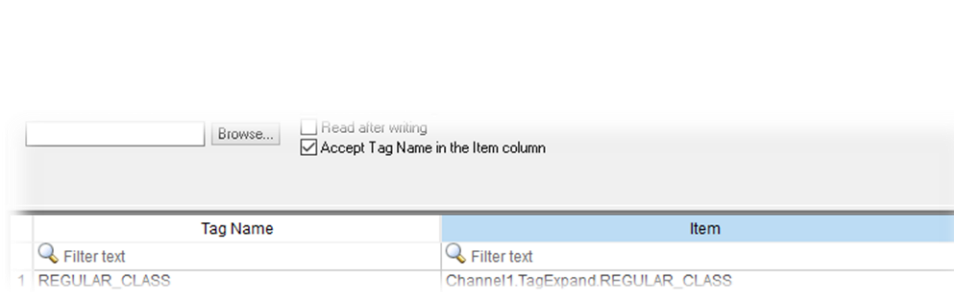 Browse...
Read after writing
Accept Tag Name in the Item column
Tag Name Item
Filter text Filter text
1 REGULAR_CLASS Channel1.TagExpand.REGULAR_CLASS